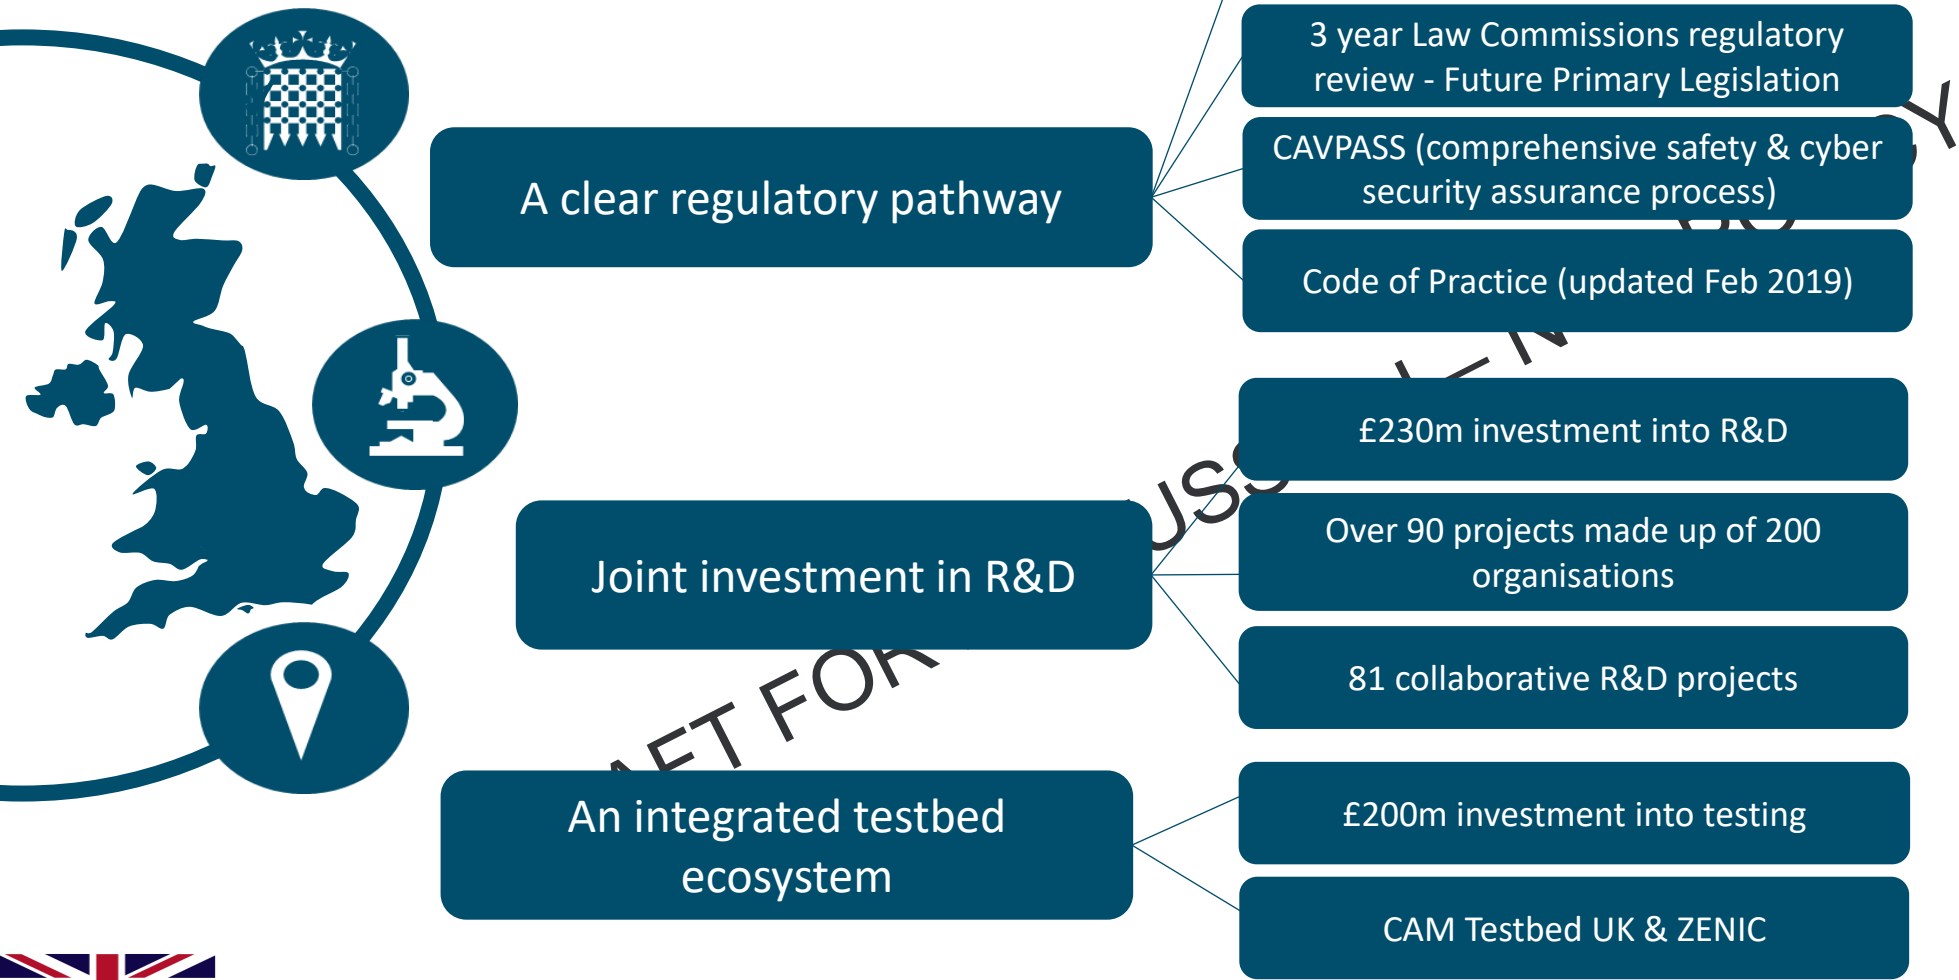 A clear regulatory pathway
3 year Law Commissions regulatory
review - Future Primary Legislation
CAVPASS (comprehensive safety & cyber
security assurance process)
Code of Practice (updated Feb 2019)
Joint investment in R&D
£230m investment into R&D
Over 90 projects made up of 200
organisations
81 collaborative R&D projects
An integrated testbed
ecosystem
£200m investment into testing
CAM Testbed UK & ZENIC
FOR